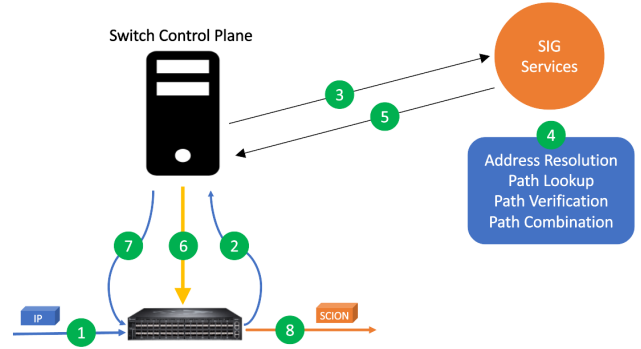 Switch Control Plane
SIG
Services
3
5
4
Address Resolution
Path Lookup
Path Verification
Path Combination
7
6
2
IP
1
SCION
8